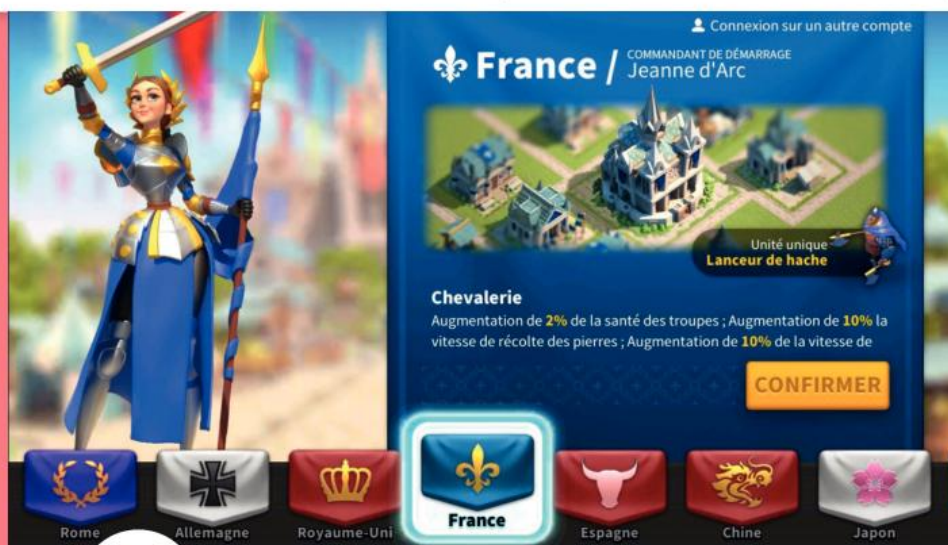 Connexion sur un autre compte
France / COMMANDANT DE DÉMARRAGE
Jeanne d'Arc
Unité unique
Lanceur de hache
Chevalerie
Augmentation de 2% de la santé des troupes ; Augmentation de 10% la
vitesse de récolte des pierres ; Augmentation de 10% de la vitesse de
CONFIRMER
Rome Allemagne Royaume-Uni France Espagne Chine Japon